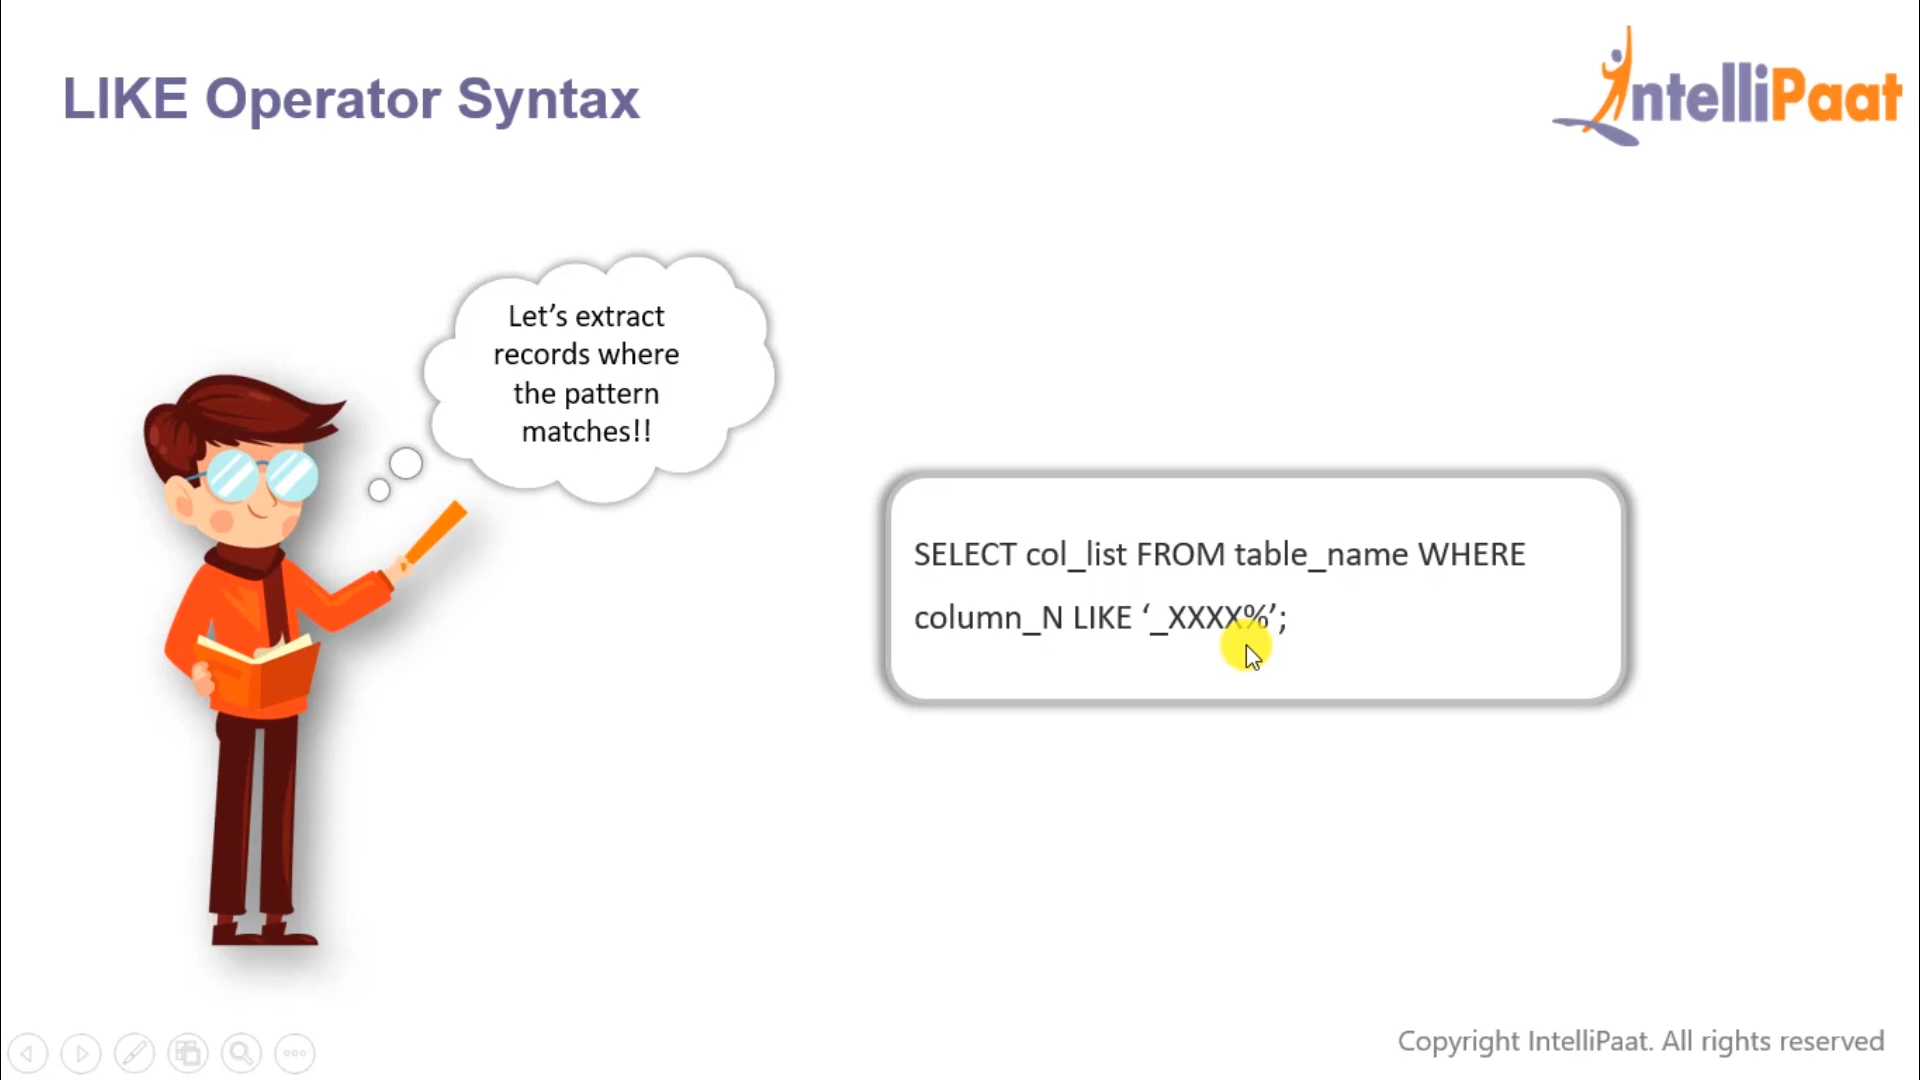 LIKE Operator Syntax
IntelliPaat
Let’s extract
records where
the pattern
matches!!
SELECT col_list FROM table_name WHERE
column_N LIKE ‘_XXXX%’;
Copyright IntelliPaat. All rights reserved